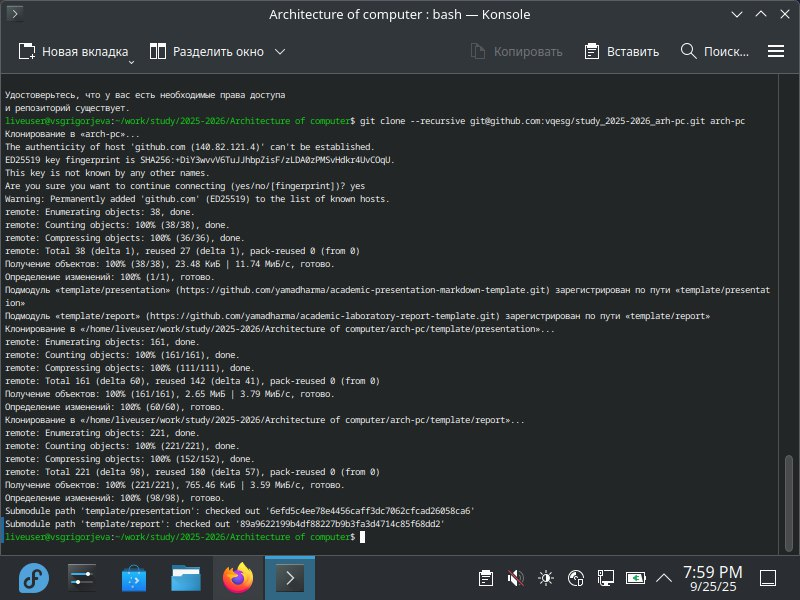 Architecture of computer : bash — Konsole
Новая вкладка
Разделить окно
Копировать
Вставить
Поиск...
Удостоверьтесь, что у вас есть необходимые права доступа
и репозиторий существует.
liveuser@vsgrigorjeva:~/work/study/2025-2026/Architecture of computer$ git clone --recursive git@github.com:vqesg/study_2025-2026_arh-pc.git arch-pc
Клонирование в «arch-pc»...
The authenticity of host 'github.com (140.82.121.4)' can't be established.
ED25519 key fingerprint is SHA256:+DiY3wvvV6TuJJhbpZisF/zLDA0zPMSvHdkr4UvCOqU.
This key is not known by any other names.
Are you sure you want to continue connecting (yes/no/[fingerprint])? yes
Warning: Permanently added 'github.com' (ED25519) to the list of known hosts.
remote: Enumerating objects: 38, done.
remote: Counting objects: 100% (38/38), done.
remote: Compressing objects: 100% (36/36), done.
remote: Total 38 (delta 1), reused 27 (delta 1), pack-reused 0 (from 0)
Получение объектов: 100% (38/38), 23.48 КиБ | 11.74 МиБ/с, готово.
Определение изменений: 100% (1/1), готово.
Подмодуль «template/presentation» (https://github.com/yamadharma/academic-presentation-markdown-template.git) зарегистрирован по пути «template/presentat
ion»
Подмодуль «template/report» (https://github.com/yamadharma/academic-laboratory-report-template.git) зарегистрирован по пути «template/report»
Клонирование в «/home/liveuser/work/study/2025-2026/Architecture of computer/arch-pc/template/presentation»...
remote: Enumerating objects: 161, done.
remote: Counting objects: 100% (161/161), done.
remote: Compressing objects: 100% (111/111), done.
remote: Total 161 (delta 60), reused 142 (delta 41), pack-reused 0 (from 0)
Получение объектов: 100% (161/161), 2.65 МиБ | 3.79 МиБ/с, готово.
Определение изменений: 100% (60/60), готово.
Клонирование в «/home/liveuser/work/study/2025-2026/Architecture of computer/arch-pc/template/report»...
remote: Enumerating objects: 221, done.
remote: Counting objects: 100% (221/221), done.
remote: Compressing objects: 100% (152/152), done.
remote: Total 221 (delta 98), reused 180 (delta 57), pack-reused 0 (from 0)
Получение объектов: 100% (221/221), 765.46 КиБ | 3.59 МиБ/с, готово.
Определение изменений: 100% (98/98), готово.
Submodule path 'template/presentation': checked out '6efd5c4ee78e4456caff3dc7062cfcad26058ca6'
Submodule path 'template/report': checked out '89a9622199b4df88227b9b3fa3d4714c85f68dd2'
liveuser@vsgrigorjeva:~/work/study/2025-2026/Architecture of computer$
7:59 PM
9/25/25